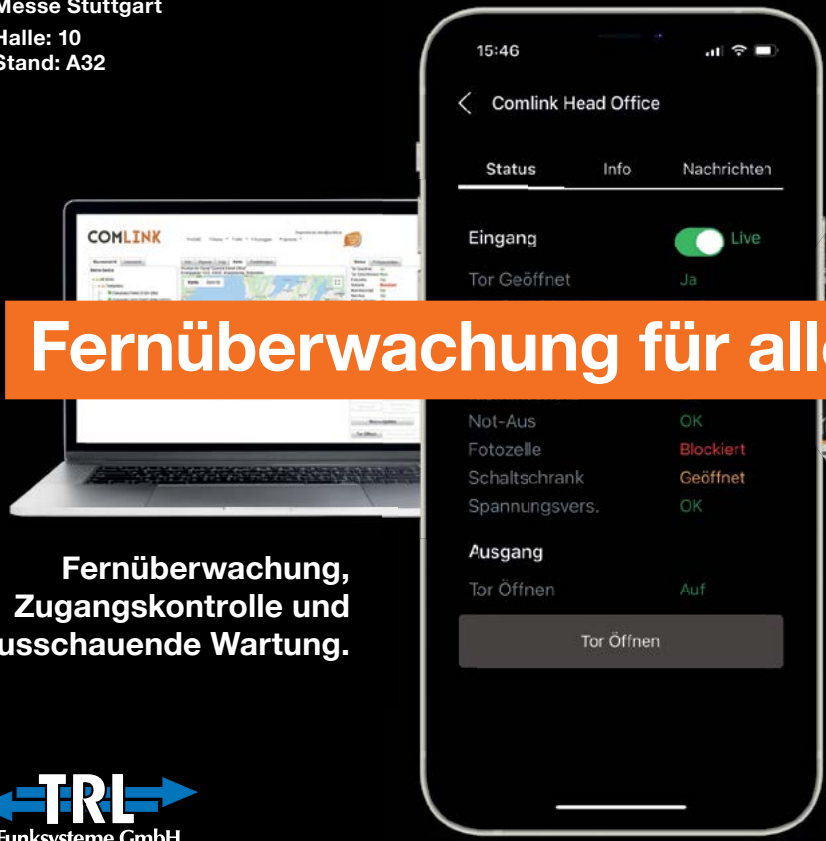 Messe Stuttgart
Halle: 10
Stand: A32
COMLINK
15:46
Comlink Head Office
Status Info Nachrichten
Eingang Live
Tor Geöffnet Ja
Fernüberwachung für alle
Not-Aus OK
Fotozelle Blockiert
Schaltschrank Geöffnet
Spannungsvers. OK
Ausgang
Tor Öffnen Auf
Tor Öffnen
Fernüberwachung,
Zugangskontrolle und
usschauende Wartung.
TRL
Funksysteme GmbH